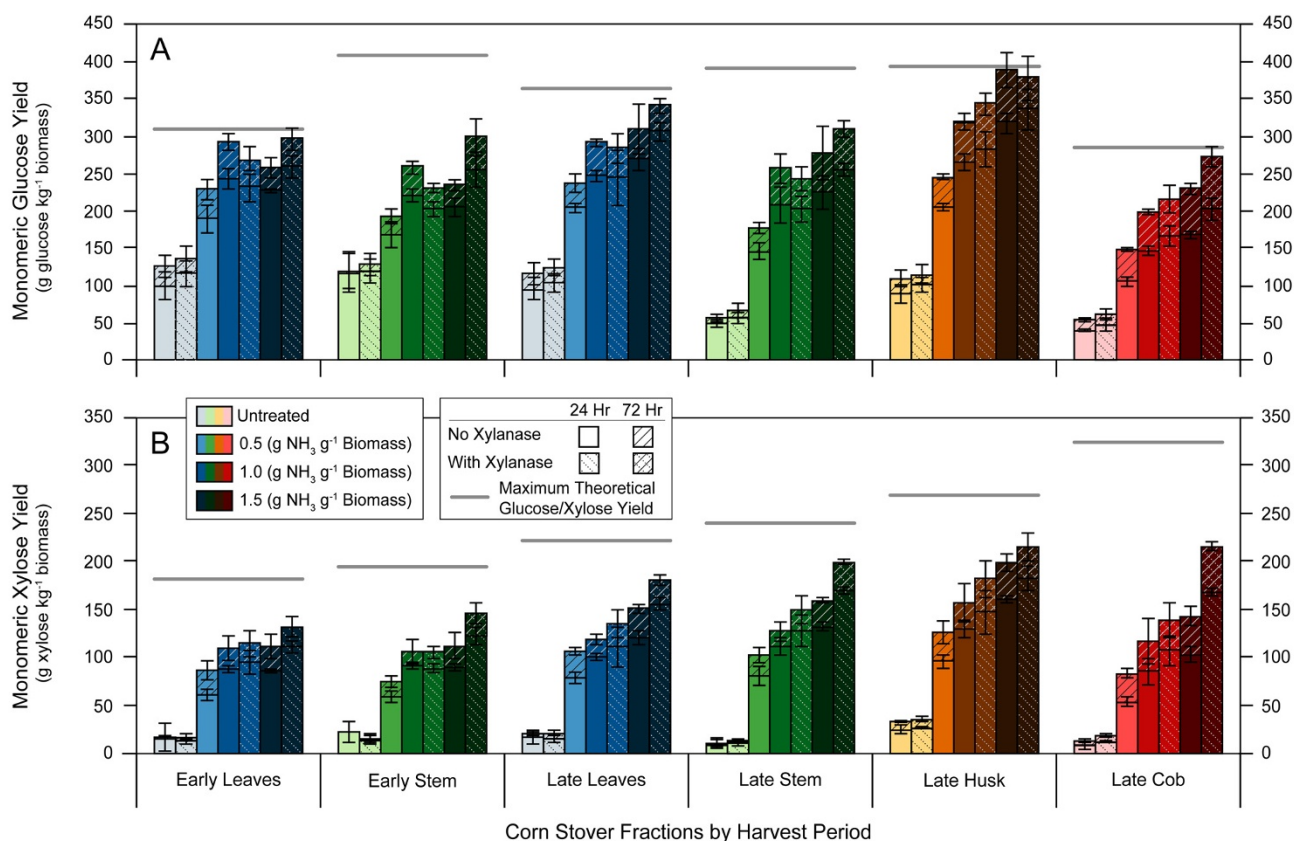 A
Monomeric Glucose Yield
(g glucose kg⁻¹ biomass)
450
400
350
300
250
200
150
100
50
0
450
400
350
300
250
200
150
100
50
0
B
Monomeric Xylose Yield
(g xylose kg⁻¹ biomass)
350
300
250
200
150
100
50
0
Untreated
0.5 (g NH₃ g⁻¹ Biomass)
1.0 (g NH₃ g⁻¹ Biomass)
1.5 (g NH₃ g⁻¹ Biomass)
24 Hr 72 Hr
No Xylanase
With Xylanase
Maximum Theoretical
Glucose/Xylose Yield
350
300
250
200
150
100
50
0
Early Leaves Early Stem Late Leaves Late Stem Late Husk Late Cob
Corn Stover Fractions by Harvest Period